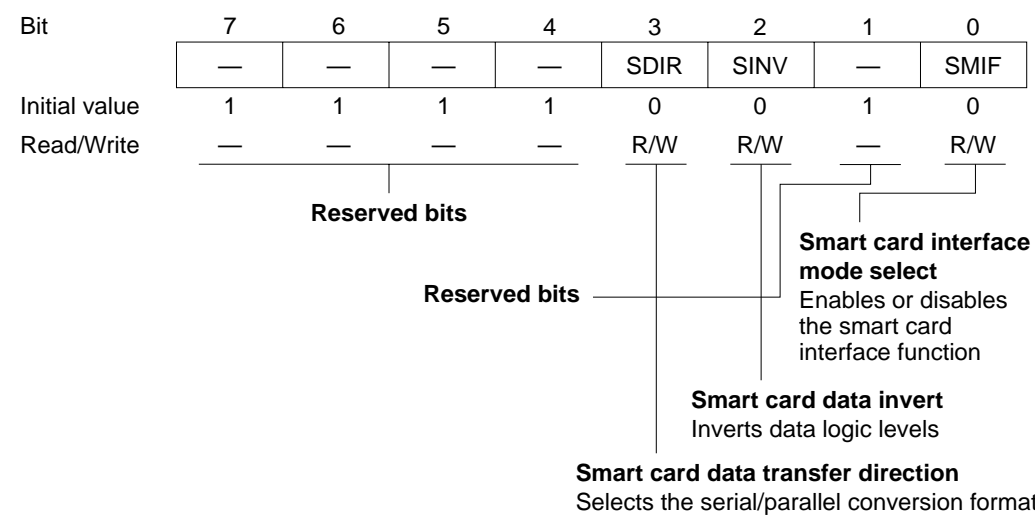 Bit 7 6 5 4 3 2 1 0
— — — — SDIR SINV — SMIF
Initial value 1 1 1 1 0 0 1 0
Read/Write — — — — R/W R/W — R/W
Reserved bits
Smart card interface
mode select
Enables or disables
the smart card
interface function
Reserved bits
Smart card data invert
Inverts data logic levels
Smart card data transfer direction
Selects the serial/parallel conversion format